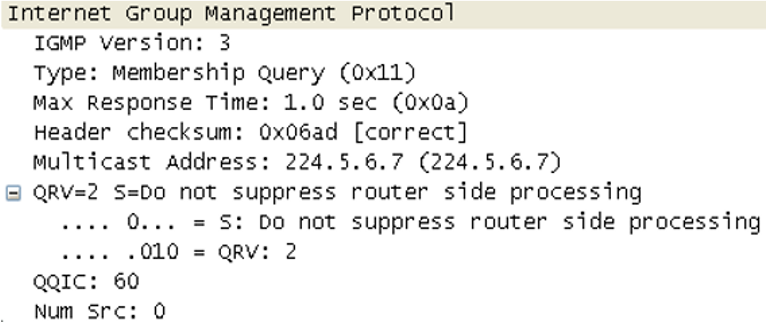 Internet Group Management Protocol
IGMP Version: 3
Type: Membership Query (0x11)
Max Response Time: 1.0 sec (0x0a)
Header checksum: 0x06ad [correct]
Multicast Address: 224.5.6.7 (224.5.6.7)
QRV=2 S=Do not suppress router side processing
.... 0... = S: Do not suppress router side processing
.... .010 = QRV: 2
QQIC: 60
Num Src: 0